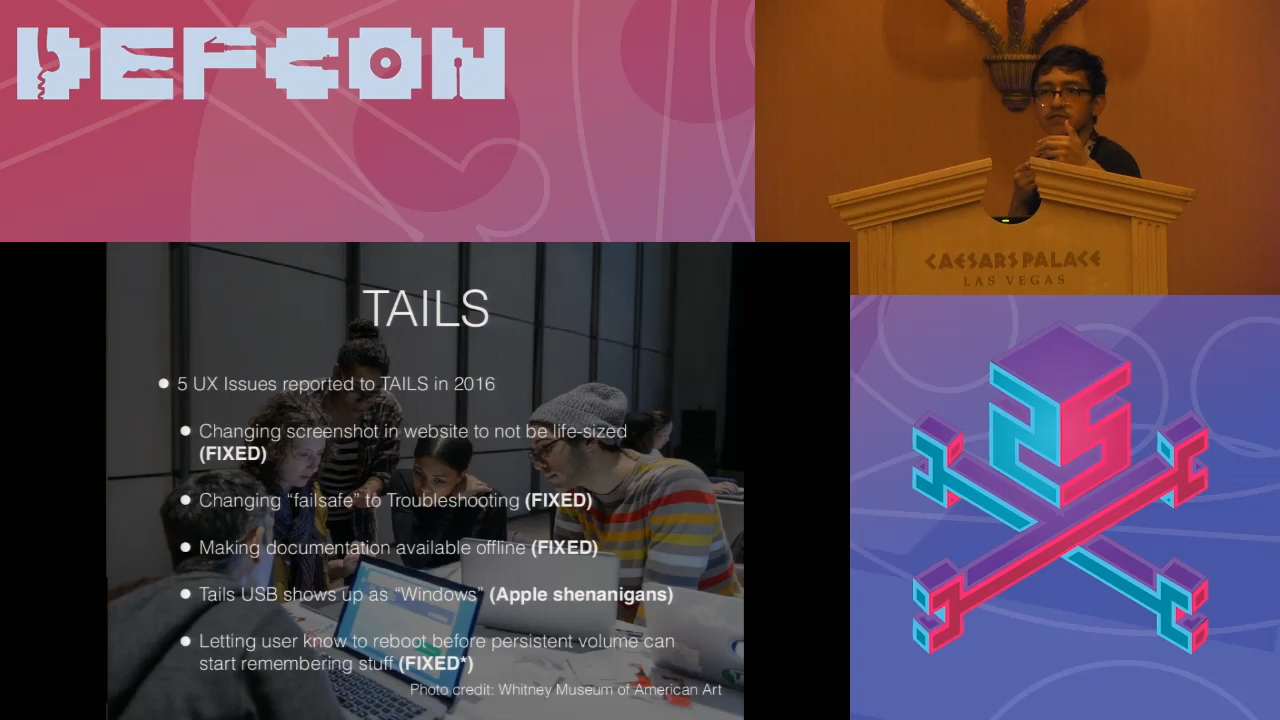 DEFCON
CAESARS PALACE
LAS VEGAS
TAILS
● 5 UX Issues reported to TAILS in 2016
● Changing screenshot in website to not be life-sized
(FIXED)
● Changing “failsafe” to Troubleshooting (FIXED)
● Making documentation available offline (FIXED)
● Tails USB shows up as “Windows” (Apple shenanigans)
● Letting user know to reboot before persistent volume can
start remembering stuff (FIXED*)
Photo credit: Whitney Museum of American Art
25